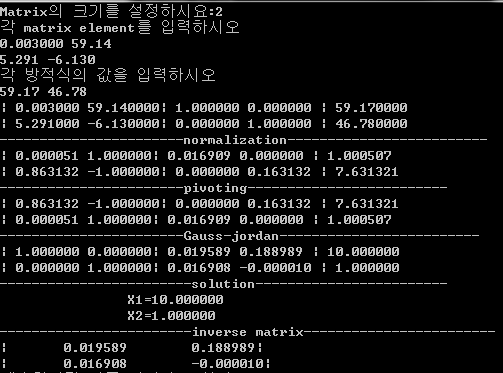 Matrix의 크기를 설정하시요:2
각 matrix element를 입력하시오
0.003000 59.14
5.291 -6.130
각 방적식의 값을 입력하시오
59.17 46.78
¦ 0.003000 59.140000¦ 1.000000 0.000000 ¦ 59.170000
¦ 5.291000 -6.130000¦ 0.000000 1.000000 ¦ 46.780000
-------------------------normalization---------------------------
¦ 0.000051 1.000000¦ 0.016909 0.000000 ¦ 1.000507
¦ 0.863132 -1.000000¦ 0.000000 0.163132 ¦ 7.631321
-------------------------pivoting---------------------------
¦ 0.863132 -1.000000¦ 0.000000 0.163132 ¦ 7.631321
¦ 0.000051 1.000000¦ 0.016909 0.000000 ¦ 1.000507
-------------------------Gauss-jordan---------------------------
¦ 1.000000 0.000000¦ 0.019589 0.188989 ¦ 10.000000
¦ 0.000000 1.000000¦ 0.016908 -0.000010 ¦ 1.000000
--------------------------solution---------------------------
X1=10.000000
X2=1.000000
--------------------------inverse matrix---------------------------
¦ 0.019589 0.188989¦
¦ 0.016908 -0.000010¦